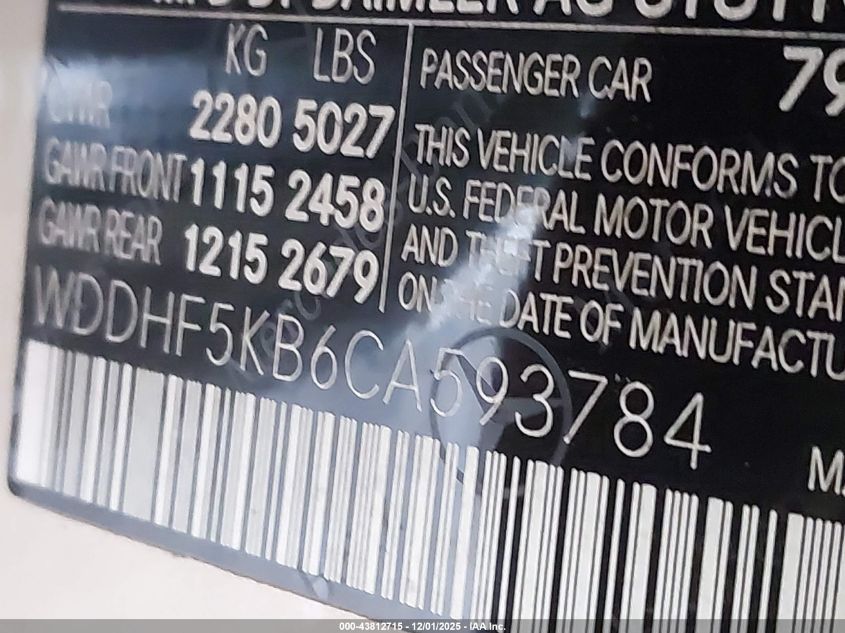 KG LBS
GVWR 2280 5027
GAWR FRONT 1115 2458
GAWR REAR 1215 2679
PASSENGER CAR 79
THIS VEHICLE CONFORMS TO
U.S. FEDERAL MOTOR VEHICL
AND THEFT PREVENTION STA
ON THE DATE OF MANUFACTU
WDDHF5KB6CA593784
000-43812715 - 12/01/2025 - IAA Inc.